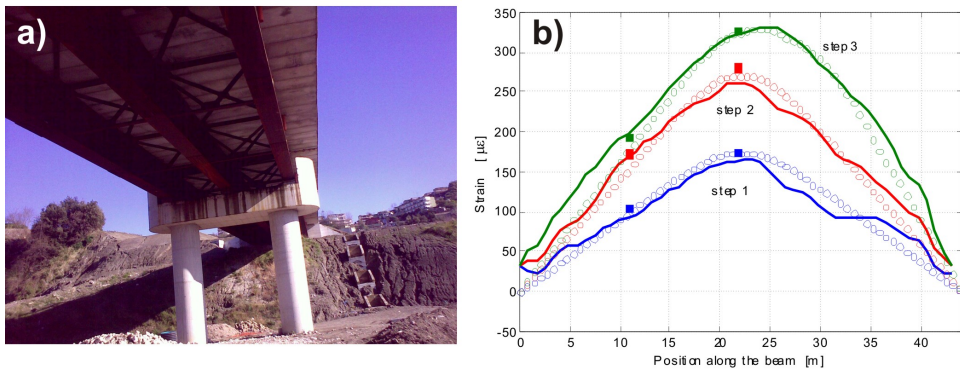 a)
b)
350
300
250
200
150
100
50
0
-50
Strain [με]
step 3
step 2
step 1
0 5 10 15 20 25 30 35 40
Position along the beam [m]